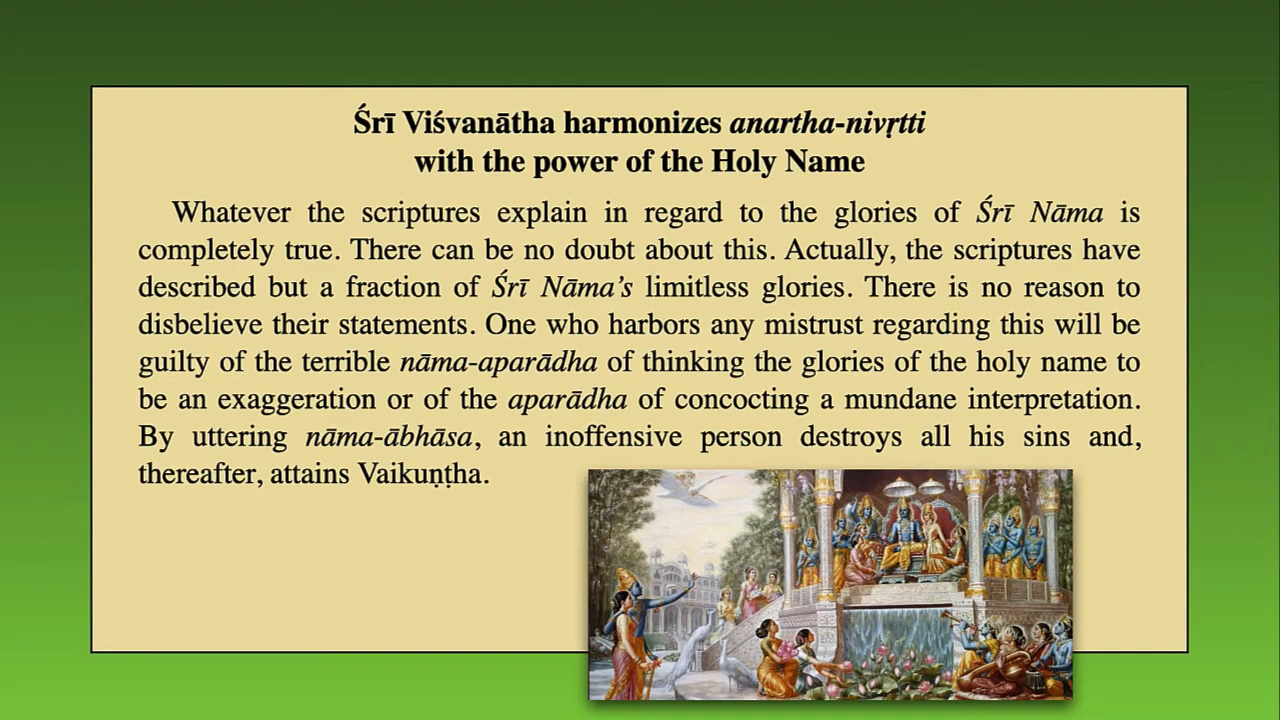 Śrī Viśvanātha harmonizes anartha-nivṛtti
with the power of the Holy Name
Whatever the scriptures explain in regard to the glories of Śrī Nāma is
completely true. There can be no doubt about this. Actually, the scriptures have
described but a fraction of Śrī Nāma’s limitless glories. There is no reason to
disbelieve their statements. One who harbors any mistrust regarding this will be
guilty of the terrible nāma-aparādha of thinking the glories of the holy name to
be an exaggeration or of the aparādha of concocting a mundane interpretation.
By uttering nāma-ābhāsa, an inoffensive person destroys all his sins and,
thereafter, attains Vaikuṇṭha.